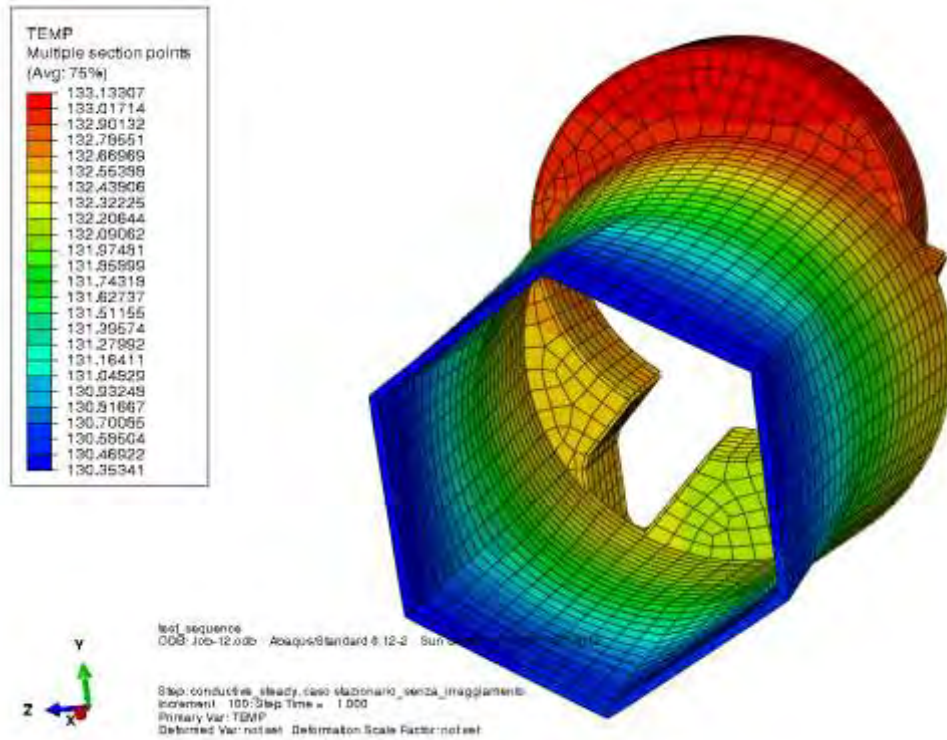 TEMP
Multiple section points
(Avg: 75%)
133.13307
133.01714
132.90132
132.78551
132.66969
132.55388
132.43906
132.32225
132.20644
132.09062
131.97481
131.85899
131.74318
131.62737
131.51155
131.39574
131.27992
131.16411
131.04829
130.93248
130.81667
130.70085
130.58504
130.46922
130.35341
test_sequence
ODB: Job-12.odb Abaqus/Standard 6.12-2 Sun
Step: conductive_steady, caso stazionario_senza_irraggiamento
Increment 100: Step Time = 1.000
Primary Var: TEMP
Deformed Var: not set Deformation Scale Factor: not set
Y
Z
X